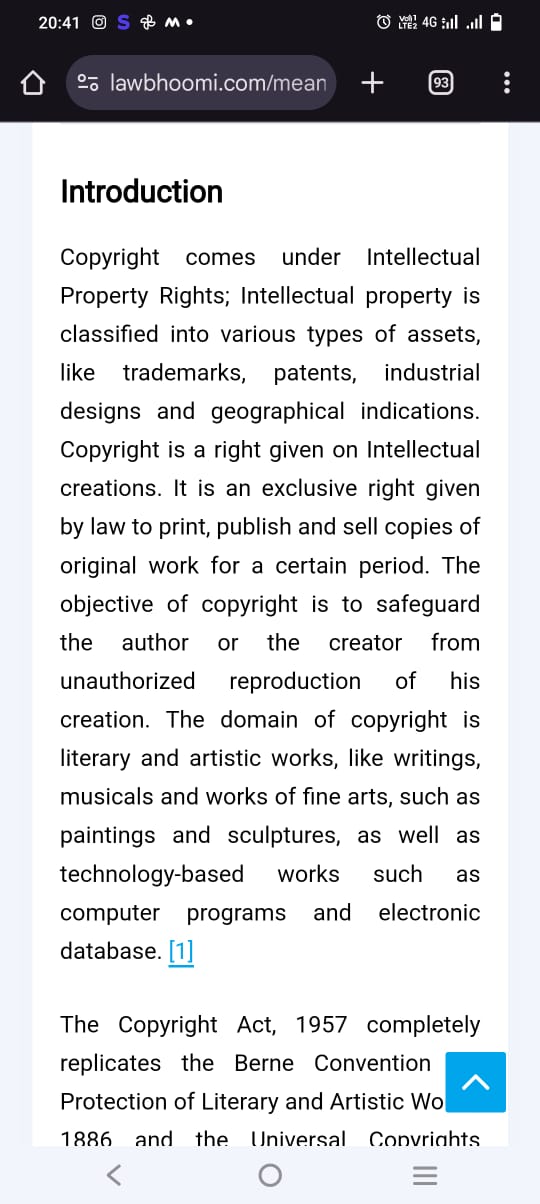 20:41
Vo)) LTE2 4G
lawbhoomi.com/mean
93
Introduction
Copyright comes under Intellectual
Property Rights; Intellectual property is
classified into various types of assets,
like trademarks, patents, industrial
designs and geographical indications.
Copyright is a right given on Intellectual
creations. It is an exclusive right given
by law to print, publish and sell copies of
original work for a certain period. The
objective of copyright is to safeguard
the author or the creator from
unauthorized reproduction of his
creation. The domain of copyright is
literary and artistic works, like writings,
musicals and works of fine arts, such as
paintings and sculptures, as well as
technology-based works such as
computer programs and electronic
database. [1]
The Copyright Act, 1957 completely
replicates the Berne Convention
Protection of Literary and Artistic Wo
1886 and the Universal Copyrights